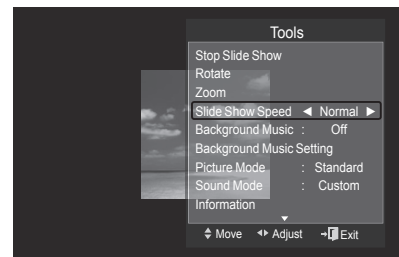 Tools
Stop Slide Show
Rotate
Zoom
Slide Show Speed ◄ Normal ►
Background Music : Off
Background Music Setting
Picture Mode : Standard
Sound Mode : Custom
Information
Move Adjust Exit